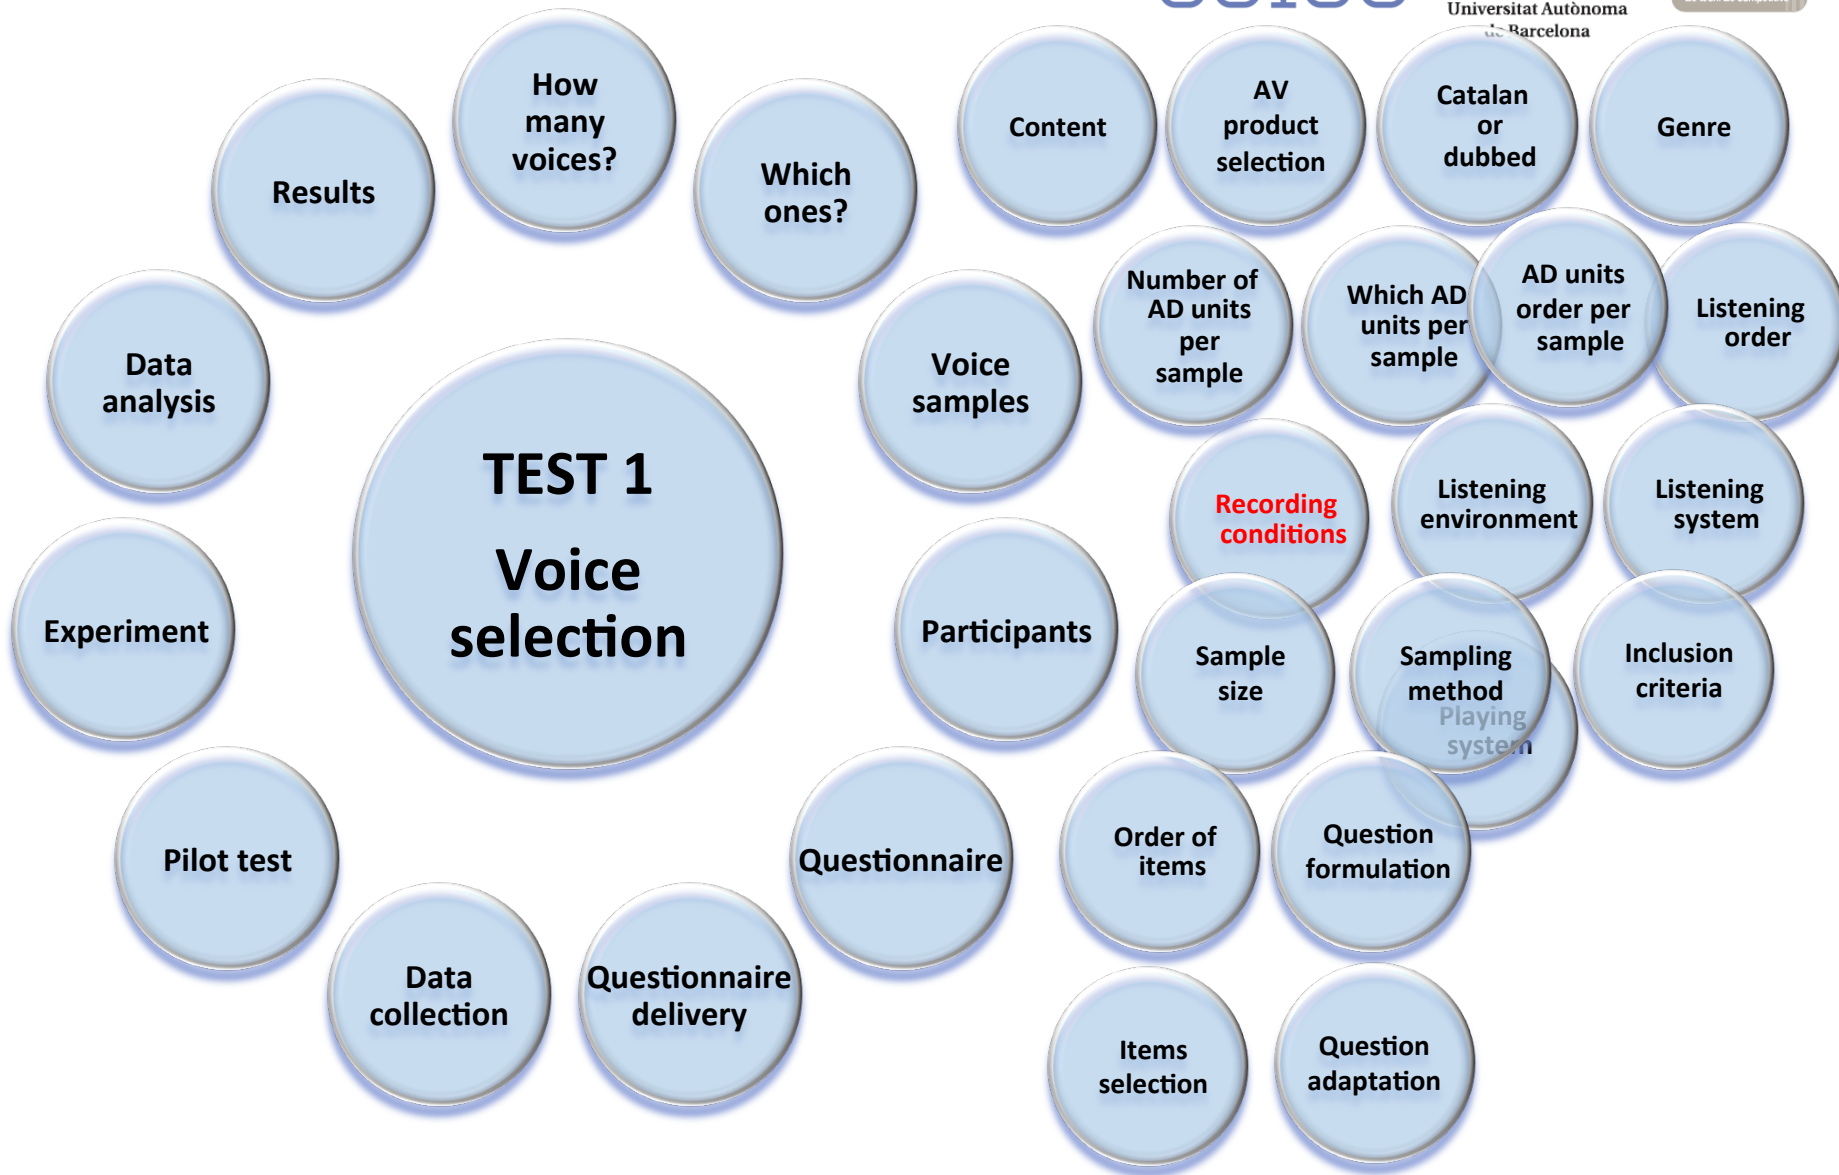 Universitat Autònoma
de Barcelona
How
many
voices?
Which
ones?
Voice
samples
Participants
Questionnaire
Questionnaire
delivery
Data
collection
Pilot test
Experiment
Data
analysis
Results
TEST 1
Voice
selection
Content
AV
product
selection
Catalan
or
dubbed
Genre
Number of
AD units
per
sample
Which AD
units per
sample
AD units
order per
sample
Listening
order
Recording
conditions
Listening
environment
Listening
system
Sample
size
Sampling
method
Playing
system
Inclusion
criteria
Order of
items
Question
formulation
Items
selection
Question
adaptation